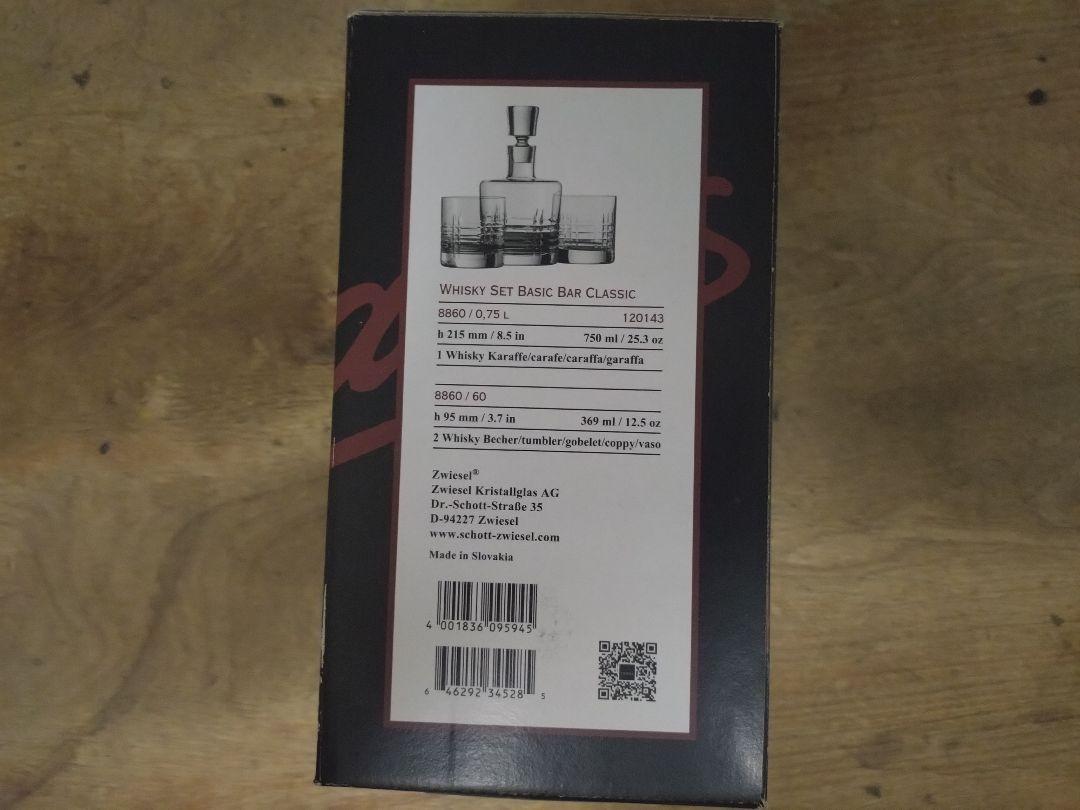 WHISKY SET BASIC BAR CLASSIC
8860 / 0,75 L 120143
h 215 mm / 8.5 in 750 ml / 25.3 oz
1 Whisky Karaffe/carafe/caraffa/garaffa
8860 / 60
h 95 mm / 3.7 in 369 ml / 12.5 oz
2 Whisky Becher/tumbler/gobelet/coppy/vaso
Zwiesel®
Zwiesel Kristallglas AG
Dr.-Schott-Straße 35
D-94227 Zwiesel
www.schott-zwiesel.com
Made in Slovakia
4 001836 095945
6 46292 34528 5